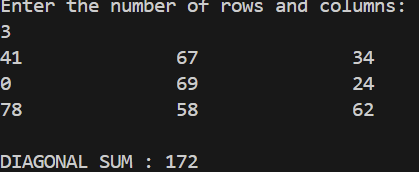 Enter the number of rows and columns:
3
41 67 34
0 69 24
78 58 62
DIAGONAL SUM : 172